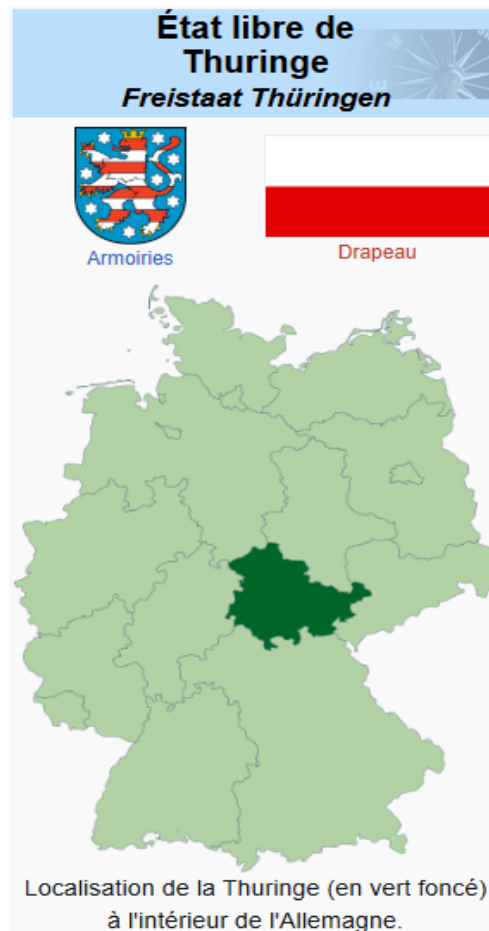 État libre de
Thuringe
Freistaat Thüringen
Armoiries
Drapeau
Localisation de la Thuringe (en vert foncé)
à l'intérieur de l'Allemagne.